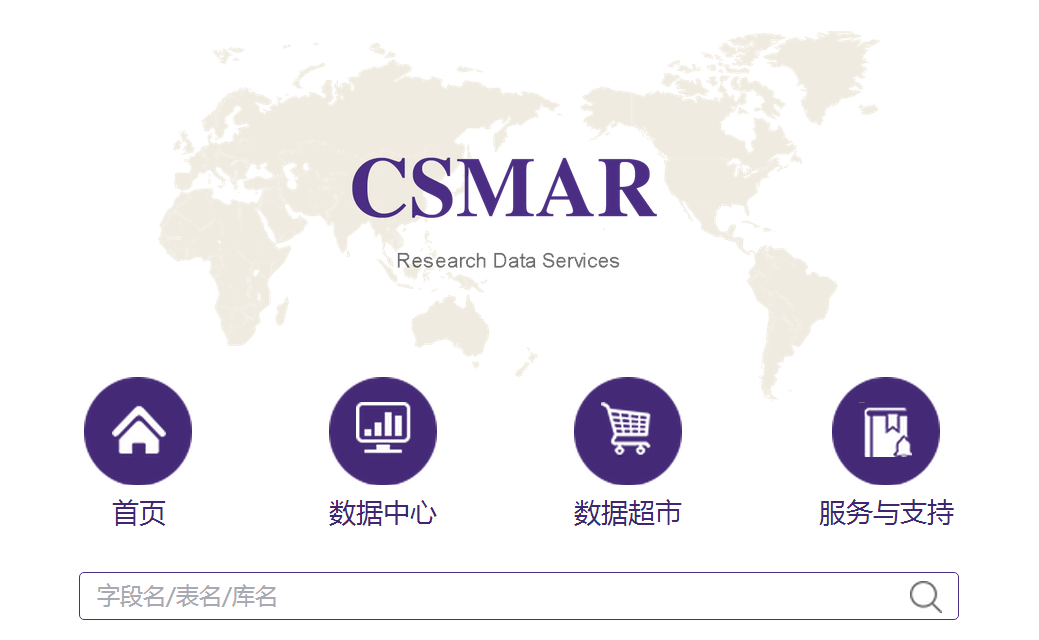 CSMAR
Research Data Services
首页
数据中心
数据超市
服务与支持
字段名/表名/库名